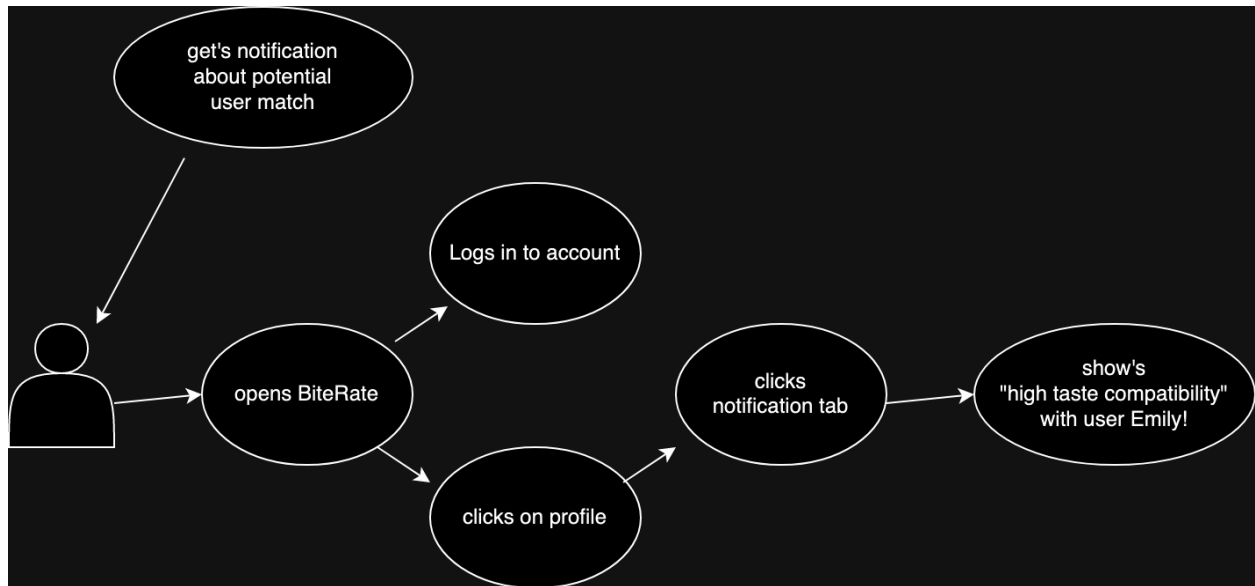 get's notification
about potential
user match
Logs in to account
opens BiteRate
clicks
notification tab
show's
"high taste compatibility"
with user Emily!
clicks on profile